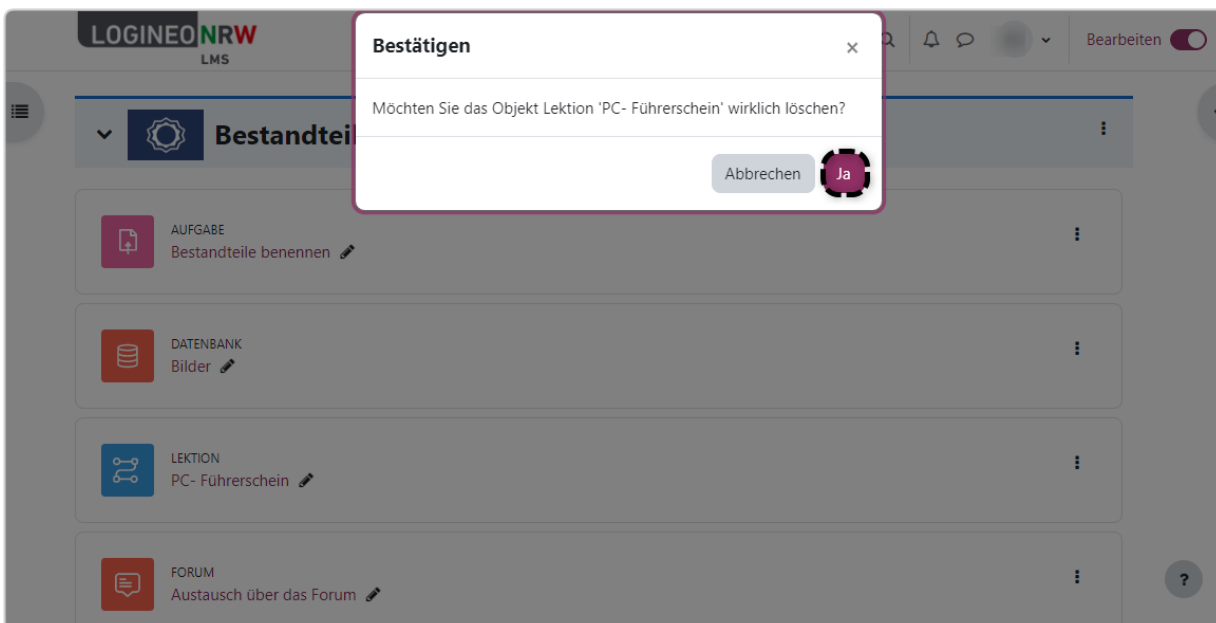 LOGINEO NRW
LMS
Bearbeiten
Bestätigen
×
Möchten Sie das Objekt Lektion 'PC- Führerschein' wirklich löschen?
Abbrechen
Ja
Bestandtei
AUFGABE
Bestandteile benennen
DATENBANK
Bilder
LEKTION
PC- Führerschein
FORUM
Austausch über das Forum
?